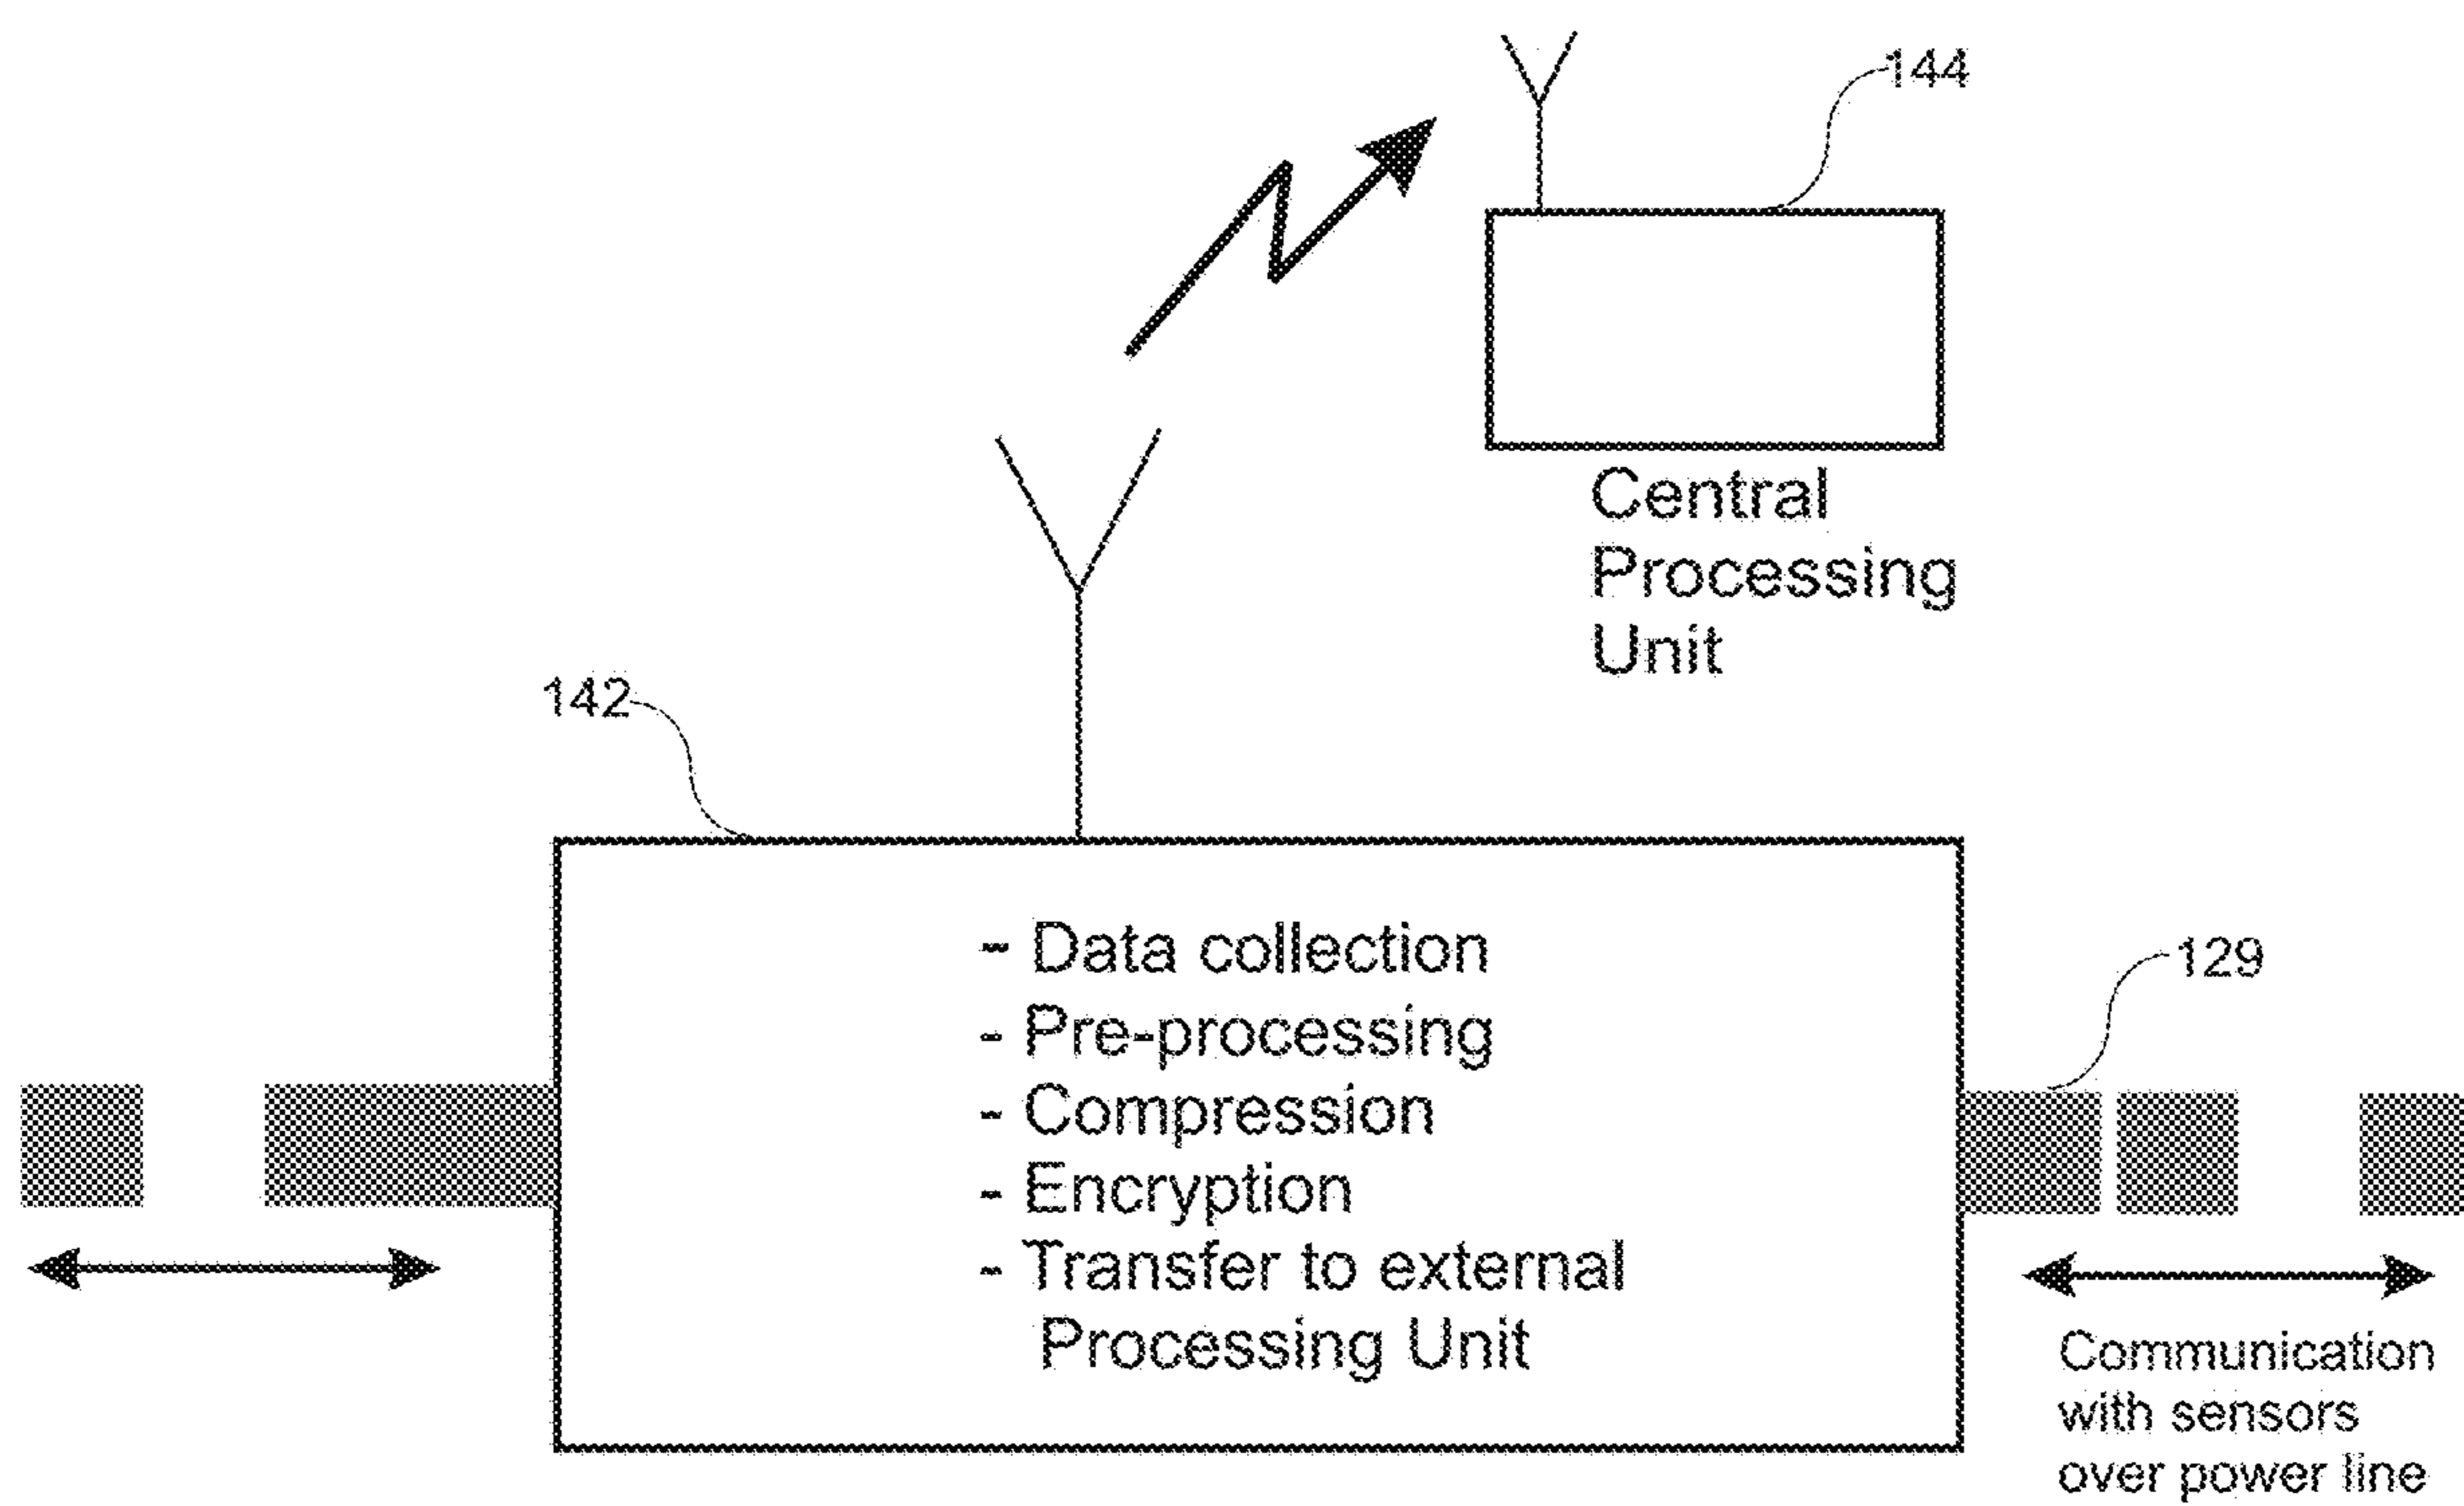 144
Central
Processing
Unit
142
- Data collection
129
- Pre-processing
- Compression
- Encryption
- Transfer to external
Processing Unit
Communication
with sensors
over power line